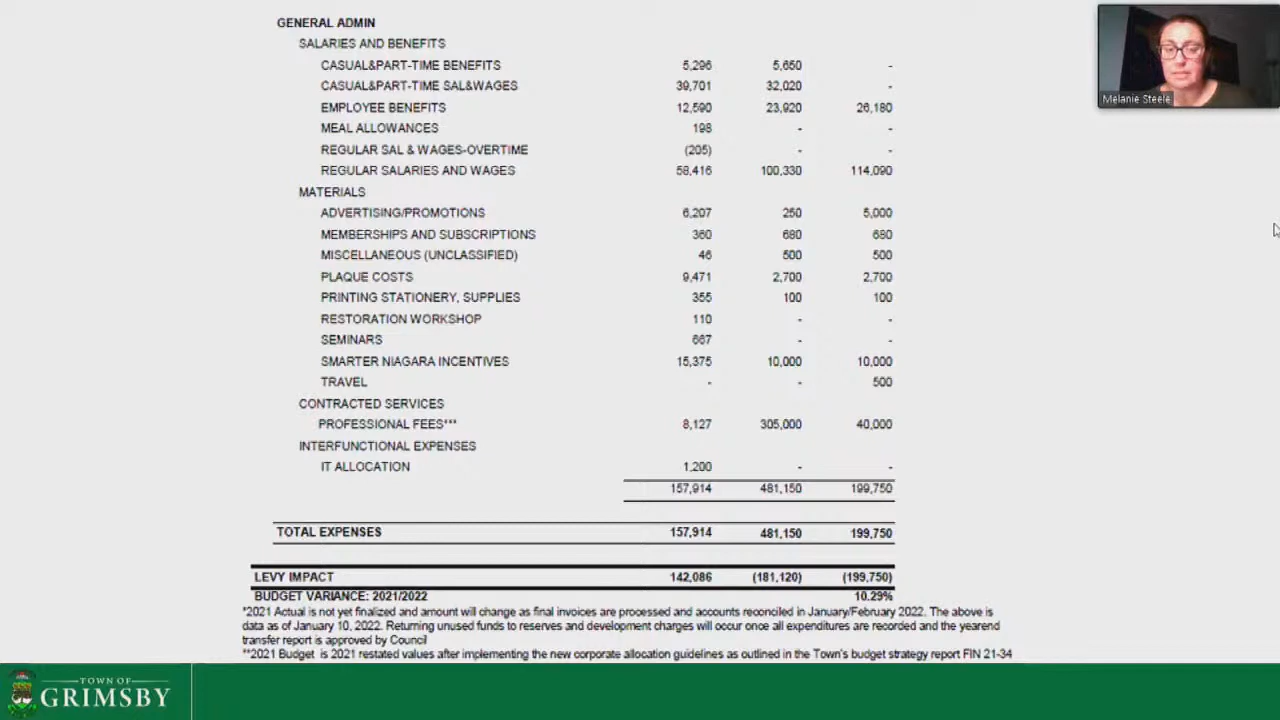 GENERAL ADMIN
SALARIES AND BENEFITS
CASUAL&PART-TIME BENEFITS 5,296 5,650 -
CASUAL&PART-TIME SAL&WAGES 39,701 32,020 -
EMPLOYEE BENEFITS 12,590 23,920 26,180
MEAL ALLOWANCES 198 - -
REGULAR SAL & WAGES-OVERTIME (205) - -
REGULAR SALARIES AND WAGES 58,416 100,330 114,090
MATERIALS
ADVERTISING/PROMOTIONS 6,207 250 5,000
MEMBERSHIPS AND SUBSCRIPTIONS 360 680 680
MISCELLANEOUS (UNCLASSIFIED) 46 500 500
PLAQUE COSTS 9,471 2,700 2,700
PRINTING STATIONERY, SUPPLIES 355 100 100
RESTORATION WORKSHOP 110 - -
SEMINARS 667 - -
SMARTER NIAGARA INCENTIVES 15,375 10,000 10,000
TRAVEL - - 500
CONTRACTED SERVICES
PROFESSIONAL FEES*** 8,127 305,000 40,000
INTERFUNCTIONAL EXPENSES
IT ALLOCATION 1,200 - -
157,914 481,150 199,750
TOTAL EXPENSES 157,914 481,150 199,750
LEVY IMPACT 142,086 (181,120) (199,750)
BUDGET VARIANCE: 2021/2022 10.29%
*2021 Actual is not yet finalized and amount will change as final invoices are processed and accounts reconciled in January/February 2022. The above is
data as of January 10, 2022. Returning unused funds to reserves and development charges will occur once all expenditures are recorded and the yearend
transfer report is approved by Council
**2021 Budget is 2021 restated values after implementing the new corporate allocation guidelines as outlined in the Town's budget strategy report FIN 21-34
Melanie Steele
TOWN OF
GRIMSBY